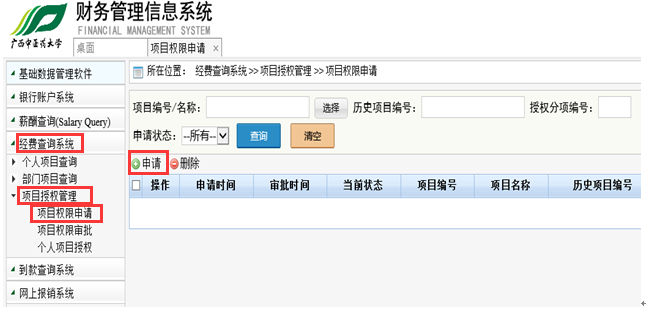 财务管理信息系统
FINANCIAL MANAGEMENT SYSTEM
广西中医药大学
桌面
项目权限申请 ×
基础数据管理软件
银行账户系统
薪酬查询(Salary Query)
经费查询系统
个人项目查询
部门项目查询
项目授权管理
项目权限申请
项目权限审批
个人项目授权
到款查询系统
网上报销系统
所在位置： 经费查询系统>>项目授权管理>>项目权限申请
项目编号/名称： 选择 历史项目编号： 授权分项编号：
申请状态： --所有-- 查询 清空
申请 删除
操作 申请时间 审批时间 当前状态 项目编号 项目名称 历史项目编号